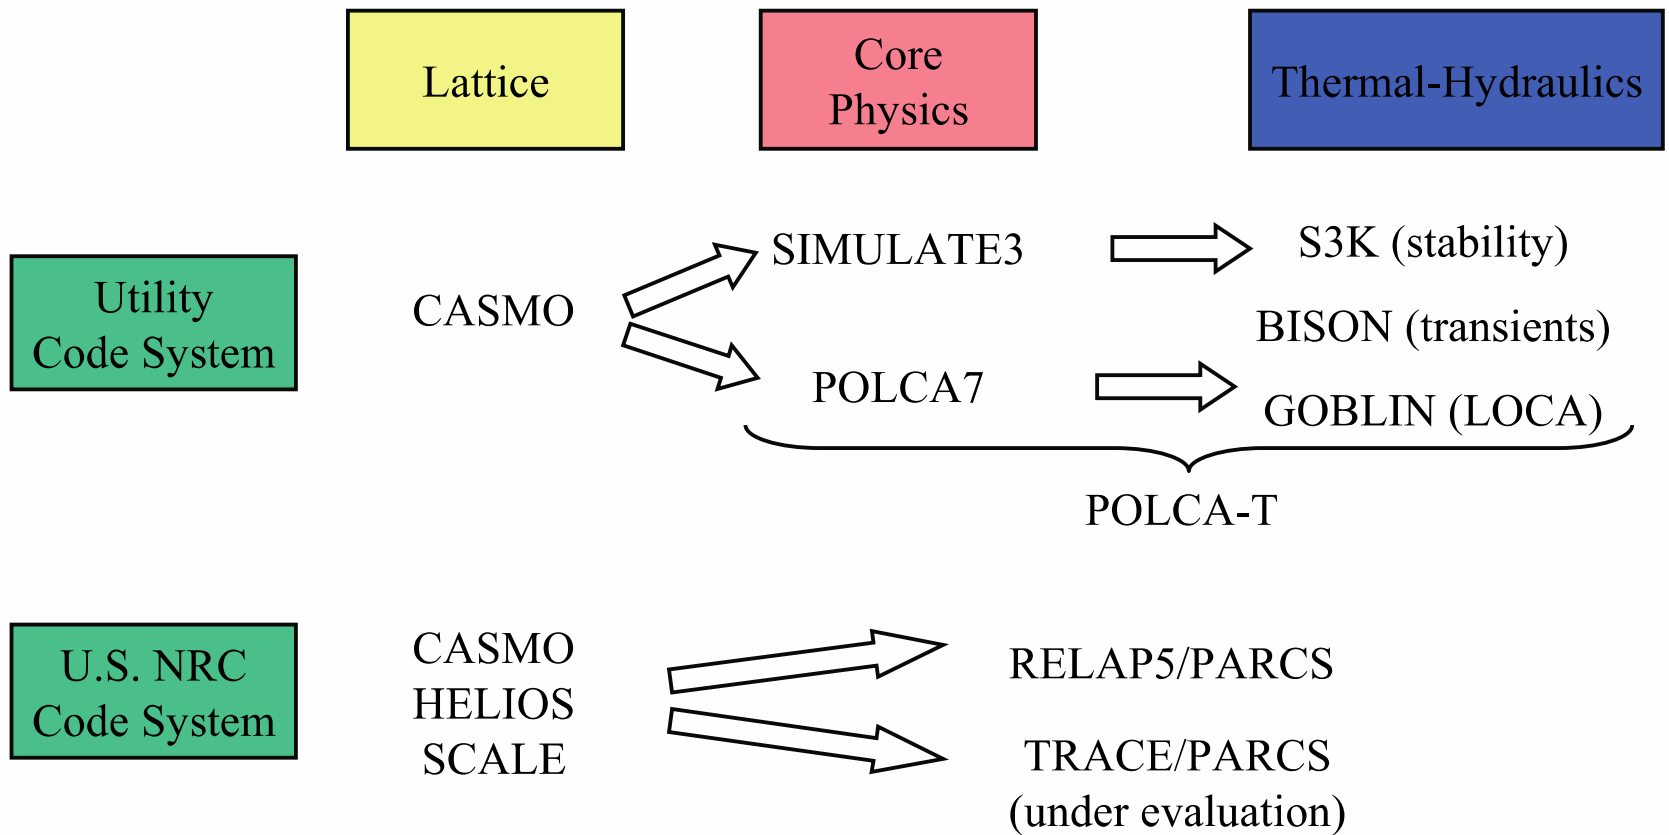 Lattice
Core
Physics
Thermal-Hydraulics
Utility
Code System
CASMO
SIMULATE3
S3K (stability)
BISON (transients)
POLCA7
GOBLIN (LOCA)
POLCA-T
U.S. NRC
Code System
CASMO
HELIOS
SCALE
RELAP5/PARCS
TRACE/PARCS
(under evaluation)